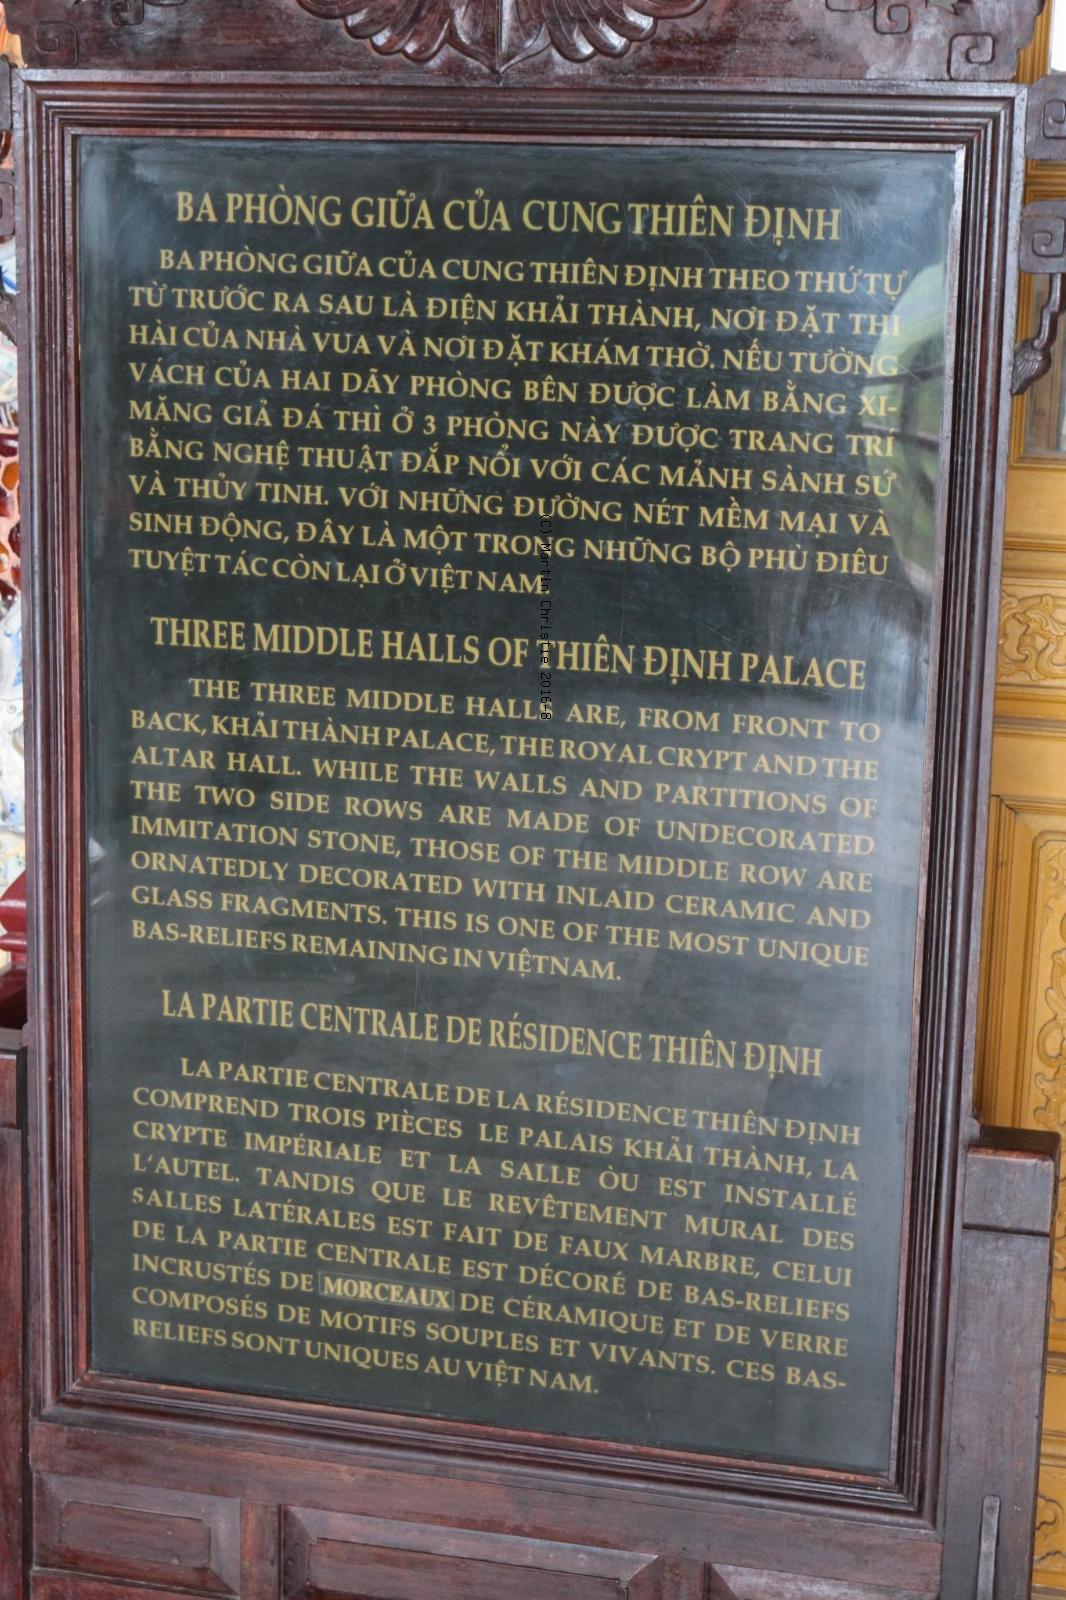 BA PHÒNG GIỮA CỦA CUNG THIÊN ĐỊNH
BA PHÒNG GIỮA CỦA CUNG THIÊN ĐỊNH THEO THỨ TỰ
TỪ TRƯỚC RA SAU LÀ ĐIỆN KHẢI THÀNH, NƠI ĐẶT THI
HÀI CỦA NHÀ VUA VÀ NƠI ĐẶT KHÁM THỜ. NẾU TƯỜNG
VÁCH CỦA HAI DÃY PHÒNG BÊN ĐƯỢC LÀM BẰNG XI-
MĂNG GIẢ ĐÁ THÌ Ở 3 PHÒNG NÀY ĐƯỢC TRANG TRÍ
BẰNG NGHỆ THUẬT ĐẮP NỔI VỚI CÁC MẢNH SÀNH SỨ
VÀ THỦY TINH. VỚI NHỮNG ĐƯỜNG NÉT MỀM MẠI VÀ
SINH ĐỘNG, ĐÂY LÀ MỘT TRONG NHỮNG BỘ PHÙ ĐIÊU
TUYỆT TÁC CÒN LẠI Ở VIỆT NAM.
THREE MIDDLE HALLS OF THIÊN ĐỊNH PALACE
THE THREE MIDDLE HALLS ARE, FROM FRONT TO
BACK, KHẢI THÀNH PALACE, THE ROYAL CRYPT AND THE
ALTAR HALL. WHILE THE WALLS AND PARTITIONS OF
THE TWO SIDE ROWS ARE MADE OF UNDECORATED
IMMITATION STONE, THOSE OF THE MIDDLE ROW ARE
ORNATEDLY DECORATED WITH INLAID CERAMIC AND
GLASS FRAGMENTS. THIS IS ONE OF THE MOST UNIQUE
BAS-RELIEFS REMAINING IN VIỆTNAM.
LA PARTIE CENTRALE DE RÉSIDENCE THIÊN ĐỊNH
LA PARTIE CENTRALE DE LA RÉSIDENCE THIÊN ĐỊNH
COMPREND TROIS PIÈCES LE PALAIS KHẢI THÀNH, LA
CRYPTE IMPÉRIALE ET LA SALLE ÒU EST INSTALLÉ
L'AUTEL. TANDIS QUE LE REVÊTEMENT MURAL DES
SALLES LATÉRALES EST FAIT DE FAUX MARBRE, CELUI
DE LA PARTIE CENTRALE EST DÉCORÉ DE BAS-RELIEFS
INCRUSTÉS DE MORCEAUX DE CÉRAMIQUE ET DE VERRE
COMPOSÉS DE MOTIFS SOUPLES ET VIVANTS. CES BAS-
RELIEFS SONT UNIQUES AU VIỆT NAM.
(C) Martin Christie 2016-8